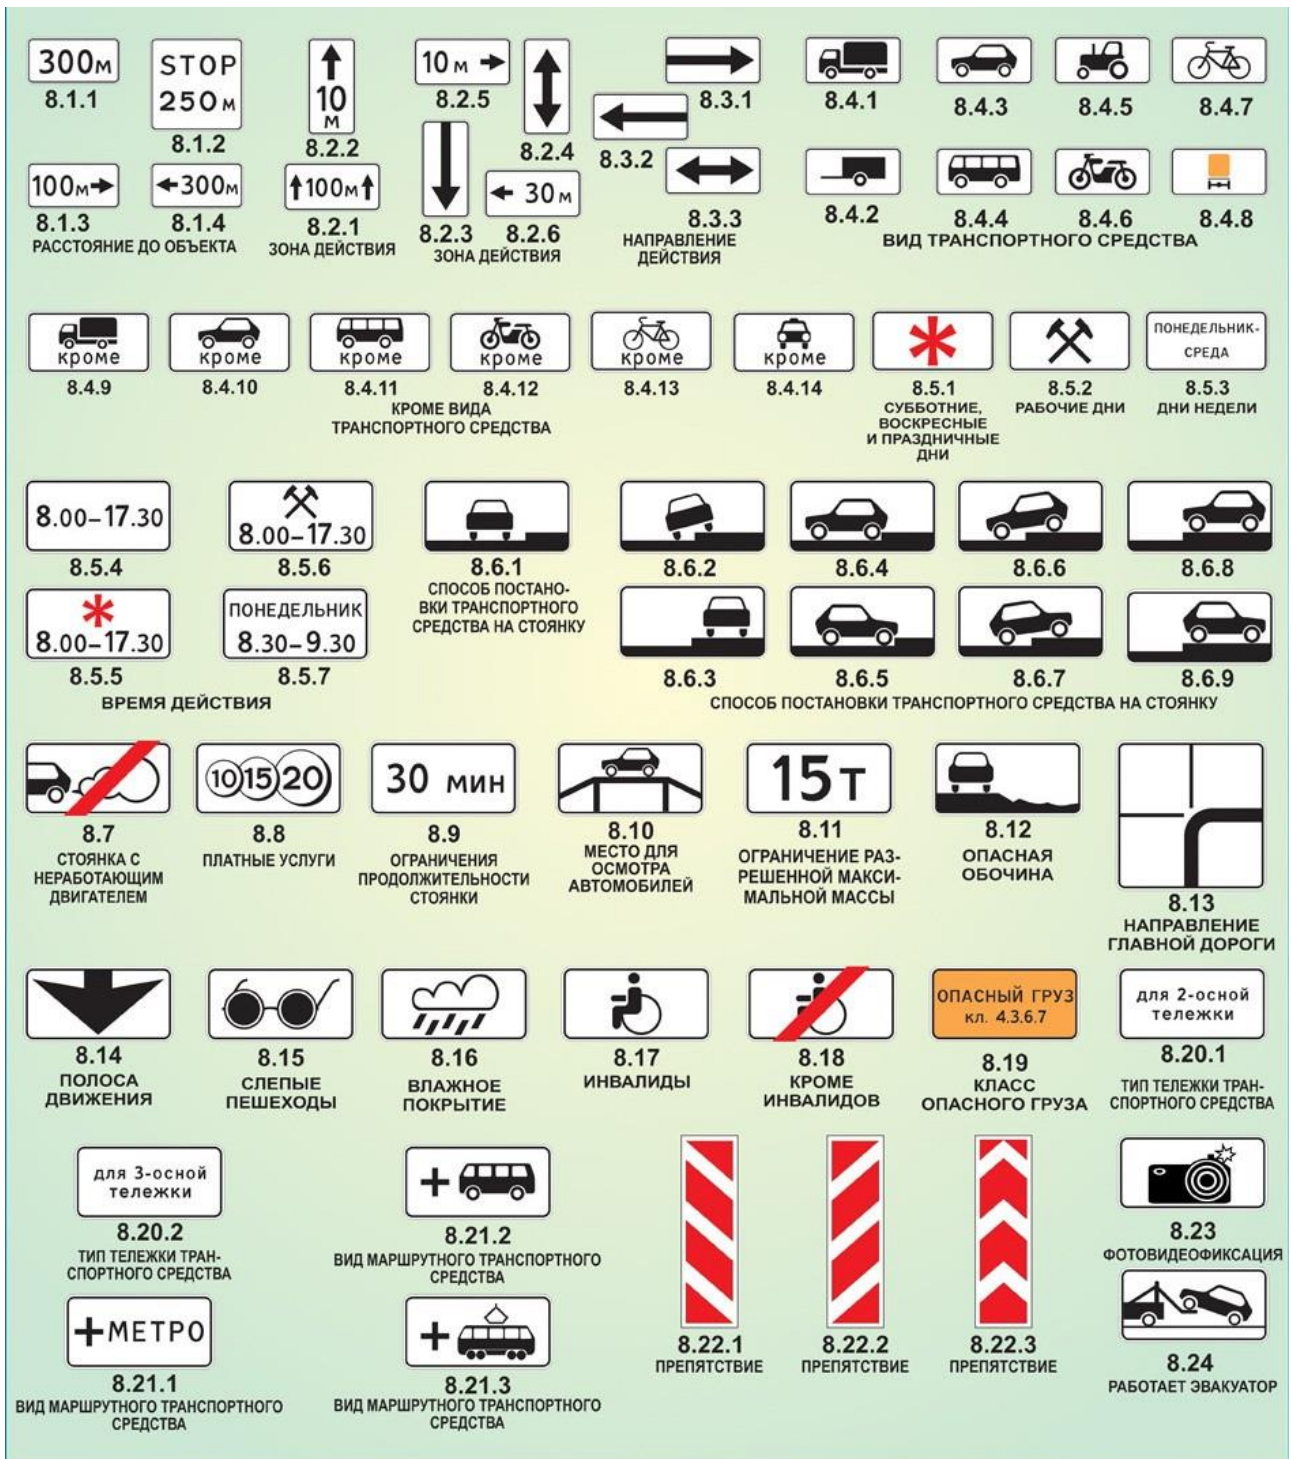 300м
8.1.1
STOP
250м
8.1.2
10
м
8.2.2
10 м
8.2.5
8.2.4
8.3.1
8.3.2
8.4.1
8.4.3
8.4.5
8.4.7
100м
8.1.3
300м
8.1.4
РАССТОЯНИЕ ДО ОБЪЕКТА
100м
8.2.1
ЗОНА ДЕЙСТВИЯ
8.2.3
30 м
8.2.6
ЗОНА ДЕЙСТВИЯ
8.3.3
НАПРАВЛЕНИЕ
ДЕЙСТВИЯ
8.4.2
8.4.4
8.4.6
8.4.8
ВИД ТРАНСПОРТНОГО СРЕДСТВА
кроме
8.4.9
кроме
8.4.10
кроме
8.4.11
кроме
8.4.12
кроме
8.4.13
кроме
8.4.14
КРОМЕ ВИДА
ТРАНСПОРТНОГО СРЕДСТВА
8.5.1
СУББОТНИЕ,
ВОСКРЕСНЫЕ
И ПРАЗДНИЧНЫЕ
ДНИ
8.5.2
РАБОЧИЕ ДНИ
ПОНЕДЕЛЬНИК-
СРЕДА
8.5.3
ДНИ НЕДЕЛИ
8.00–17.30
8.5.4
8.00–17.30
8.5.6
8.6.1
СПОСОБ ПОСТАНО-
ВКИ ТРАНСПОРТНОГО
СРЕДСТВА НА СТОЯНКУ
8.6.2
8.6.4
8.6.6
8.6.8
8.00–17.30
8.5.5
ПОНЕДЕЛЬНИК
8.30–9.30
8.5.7
ВРЕМЯ ДЕЙСТВИЯ
8.6.3
8.6.5
8.6.7
8.6.9
СПОСОБ ПОСТАНОВКИ ТРАНСПОРТНОГО СРЕДСТВА НА СТОЯНКУ
8.7
СТОЯНКА С
НЕРАБОТАЮЩИМ
ДВИГАТЕЛЕМ
10 15 20
8.8
ПЛАТНЫЕ УСЛУГИ
30 мин
8.9
ОГРАНИЧЕНИЯ
ПРОДОЛЖИТЕЛЬНОСТИ
СТОЯНКИ
8.10
МЕСТО ДЛЯ
ОСМОТРА
АВТОМОБИЛЕЙ
15т
8.11
ОГРАНИЧЕНИЕ РАЗ-
РЕШЕННОЙ МАКСИ-
МАЛЬНОЙ МАССЫ
8.12
ОПАСНАЯ
ОБОЧИНА
8.13
НАПРАВЛЕНИЕ
ГЛАВНОЙ ДОРОГИ
8.14
ПОЛОСА
ДВИЖЕНИЯ
8.15
СЛЕПЫЕ
ПЕШЕХОДЫ
8.16
ВЛАЖНОЕ
ПОКРЫТИЕ
8.17
ИНВАЛИДЫ
8.18
КРОМЕ
ИНВАЛИДОВ
ОПАСНЫЙ ГРУЗ
кл. 4.3.6.7
8.19
КЛАСС
ОПАСНОГО ГРУЗА
для 2-осной
тележки
8.20.1
ТИП ТЕЛЕЖКИ ТРАН-
СПОРТНОГО СРЕДСТВА
для 3-осной
тележки
8.20.2
ТИП ТЕЛЕЖКИ ТРАН-
СПОРТНОГО СРЕДСТВА
+
8.21.2
ВИД МАРШРУТНОГО ТРАНСПОРТНОГО
СРЕДСТВА
+МЕТРО
8.21.1
ВИД МАРШРУТНОГО ТРАНСПОРТНОГО
СРЕДСТВА
+
8.21.3
ВИД МАРШРУТНОГО ТРАНСПОРТНОГО
СРЕДСТВА
8.22.1
ПРЕПЯТСТВИЕ
8.22.2
ПРЕПЯТСТВИЕ
8.22.3
ПРЕПЯТСТВИЕ
8.23
ФОТОВИДЕОФИКСАЦИЯ
8.24
РАБОТАЕТ ЭВАКУАТОР